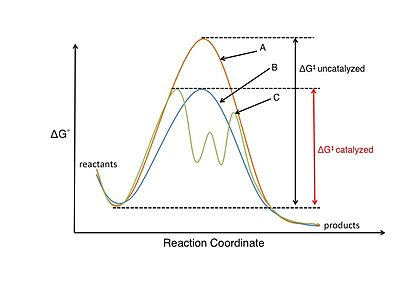 A
B
C
ΔG‡ uncatalyzed
ΔG°
ΔG‡ catalyzed
reactants
products
Reaction Coordinate